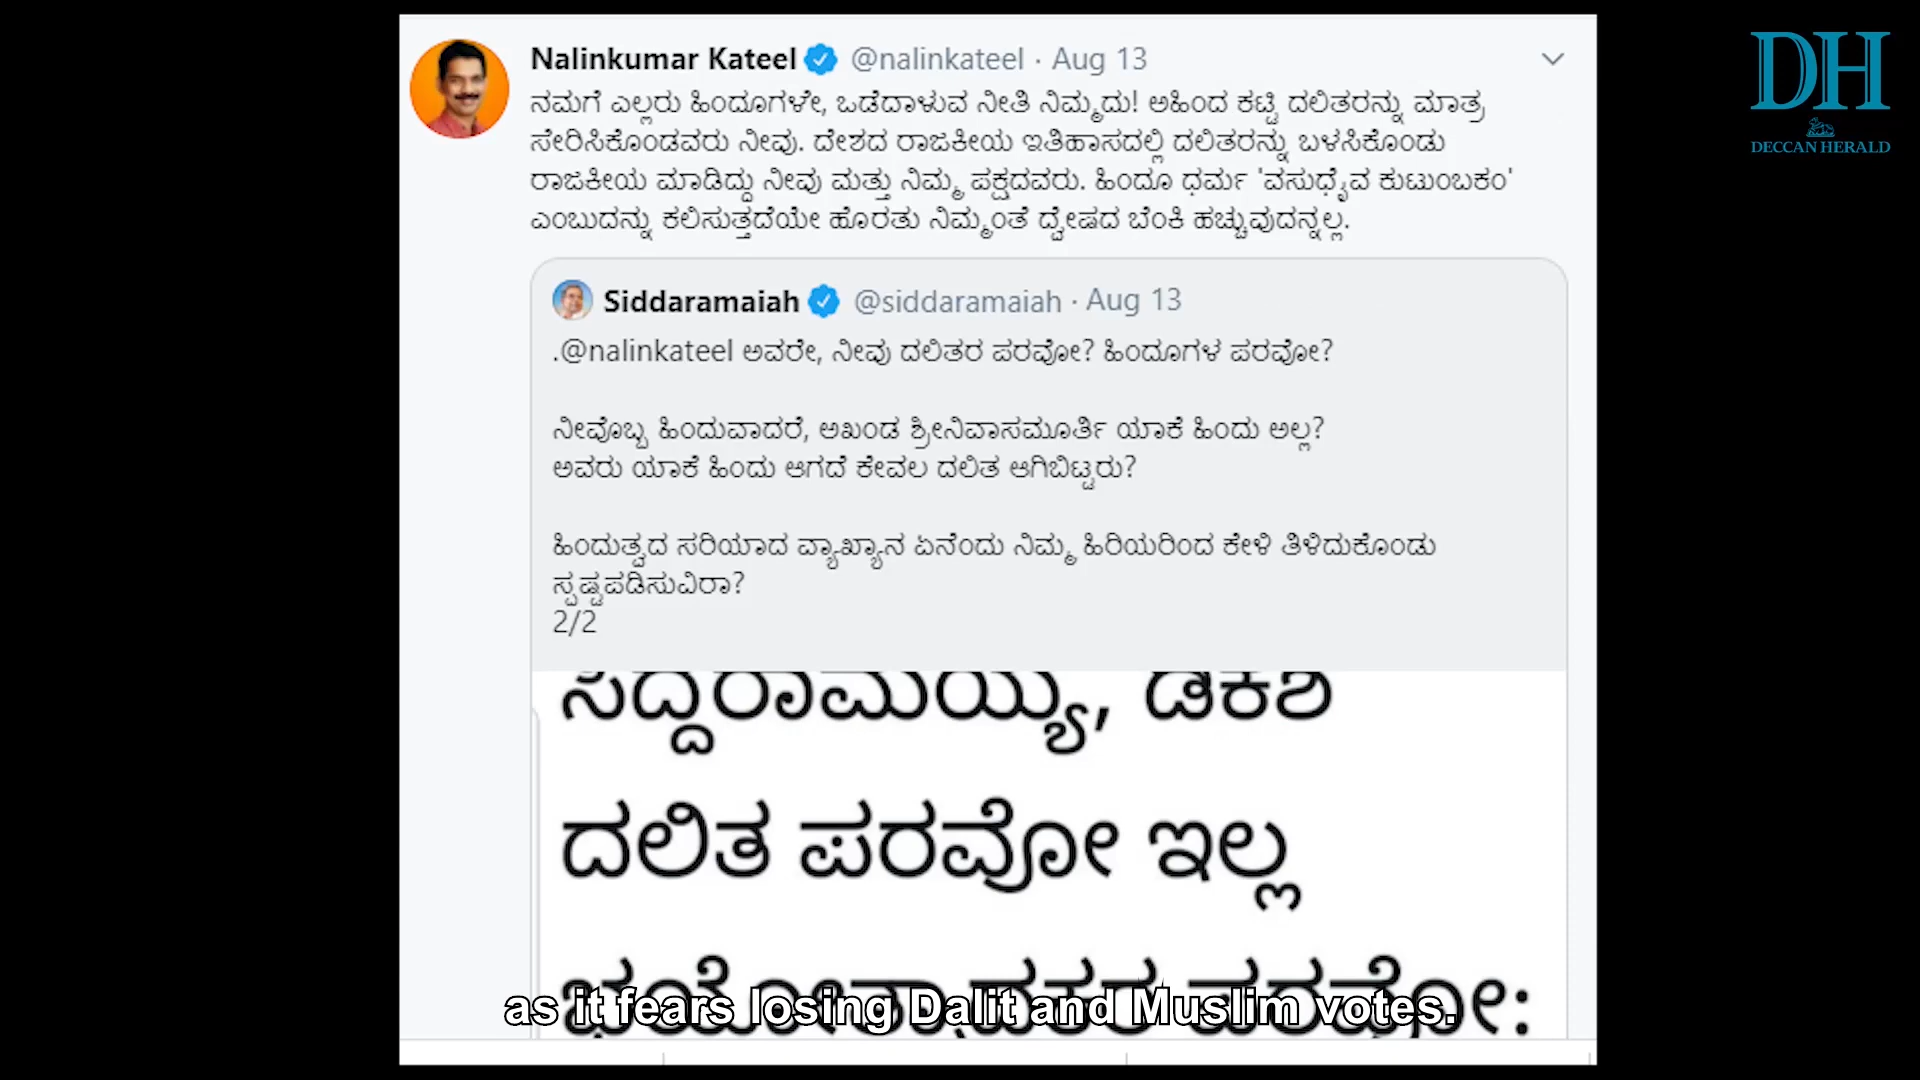 Nalinkumar Kateel @nalinkateel · Aug 13
ನಮಗೆ ಎಲ್ಲರು ಹಿಂದೂಗಳೇ, ಒಡೆದಾಳುವ ನೀತಿ ನಿಮ್ಮದು! ಅಹಿಂದ ಕಟ್ಟಿ ದಲಿತರನ್ನು ಮಾತ್ರ
ಸೇರಿಸಿಕೊಂಡವರು ನೀವು. ದೇಶದ ರಾಜಕೀಯ ಇತಿಹಾಸದಲ್ಲಿ ದಲಿತರನ್ನು ಬಳಸಿಕೊಂಡು
ರಾಜಕೀಯ ಮಾಡಿದ್ದು ನೀವು ಮತ್ತು ನಿಮ್ಮ ಪಕ್ಷದವರು. ಹಿಂದೂ ಧರ್ಮ 'ವಸುಧೈವ ಕುಟುಂಬಕಂ'
ಎಂಬುದನ್ನು ಕಲಿಸುತ್ತದೆಯೇ ಹೊರತು ನಿಮ್ಮಂತೆ ದ್ವೇಷದ ಬೆಂಕಿ ಹಚ್ಚುವುದನ್ನಲ್ಲ.
Siddaramaiah @siddaramaiah · Aug 13
.@nalinkateel ಅವರೇ, ನೀವು ದಲಿತರ ಪರವೋ? ಹಿಂದೂಗಳ ಪರವೋ?
ನೀವೊಬ್ಬ ಹಿಂದುವಾದರೆ, ಅಖಂಡ ಶ್ರೀನಿವಾಸಮೂರ್ತಿ ಯಾಕೆ ಹಿಂದು ಅಲ್ಲ?
ಅವರು ಯಾಕೆ ಹಿಂದು ಆಗದೆ ಕೇವಲ ದಲಿತ ಆಗಿಬಿಟ್ಟರು?
ಹಿಂದುತ್ವದ ಸರಿಯಾದ ವ್ಯಾಖ್ಯಾನ ಏನೆಂದು ನಿಮ್ಮ ಹಿರಿಯರಿಂದ ಕೇಳಿ ತಿಳಿದುಕೊಂಡು
ಸ್ಪಷ್ಟಪಡಿಸುವಿರಾ?
2/2
ಸಿದ್ದರಾಮಯ್ಯ, ಡಿಕೆಶಿ
ದಲಿತ ಪರವೋ ಇಲ್ಲ
as it fears losing Dalit and Muslim votes.
DH
DECCAN HERALD